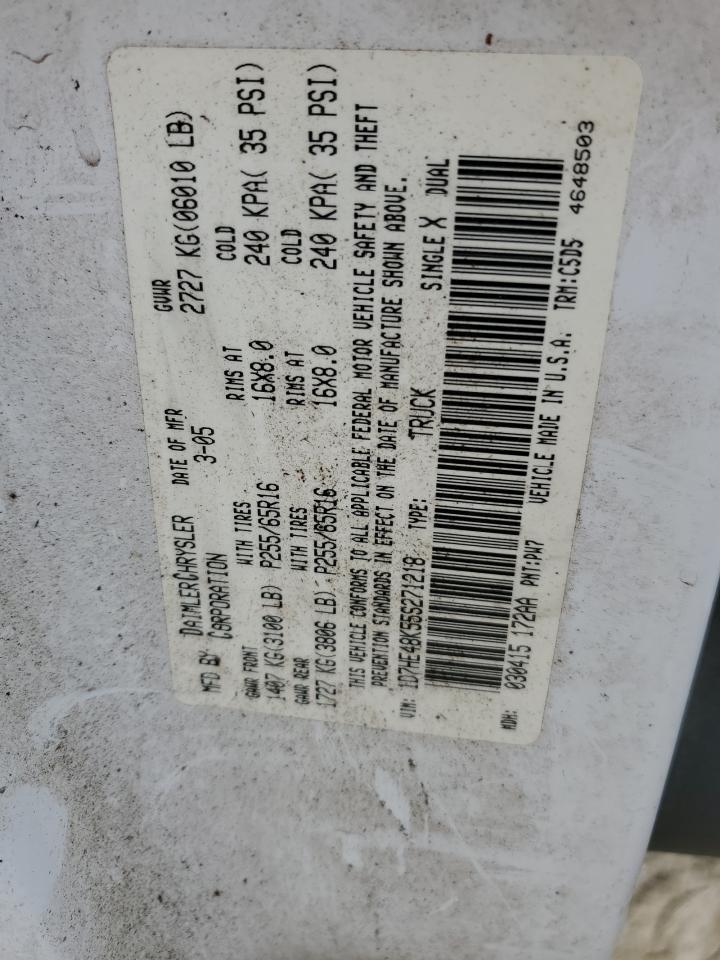 MFD BY DAIMLERCHRYSLER CORPORATION DATE OF MFR 3-05 GVWR 2727 KG(06010 LB)
GAWR FRONT WITH TIRES RIMS AT COLD
1407 KG(3100 LB) P255/65R16 16X8.0 240 KPA( 35 PSI)
GAWR REAR WITH TIRES RIMS AT COLD
1727 KG(3806 LB) P255/65R16 16X8.0 240 KPA( 35 PSI)
THIS VEHICLE CONFORMS TO ALL APPLICABLE FEDERAL MOTOR VEHICLE SAFETY AND THEFT
PREVENTION STANDARDS IN EFFECT ON THE DATE OF MANUFACTURE SHOWN ABOVE.
VIN: 1D7HE48K55S271218 TYPE: TRUCK SINGLE X DUAL
MDH: 030415 172AA PNT:PW7 VEHICLE MADE IN U.S.A. TRM:C5D5
4648503